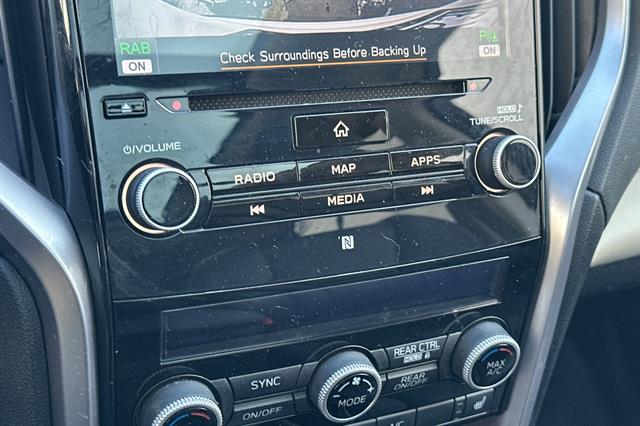 RAB
ON
Check Surroundings Before Backing Up
ON
HOLD
TUNE/SCROLL
VOLUME
RADIO
MAP
APPS
MEDIA
N
SYNC
ON/OFF
MODE
REAR CTRL
HOLD
REAR
ON/OFF
MAX
A/C
A/C